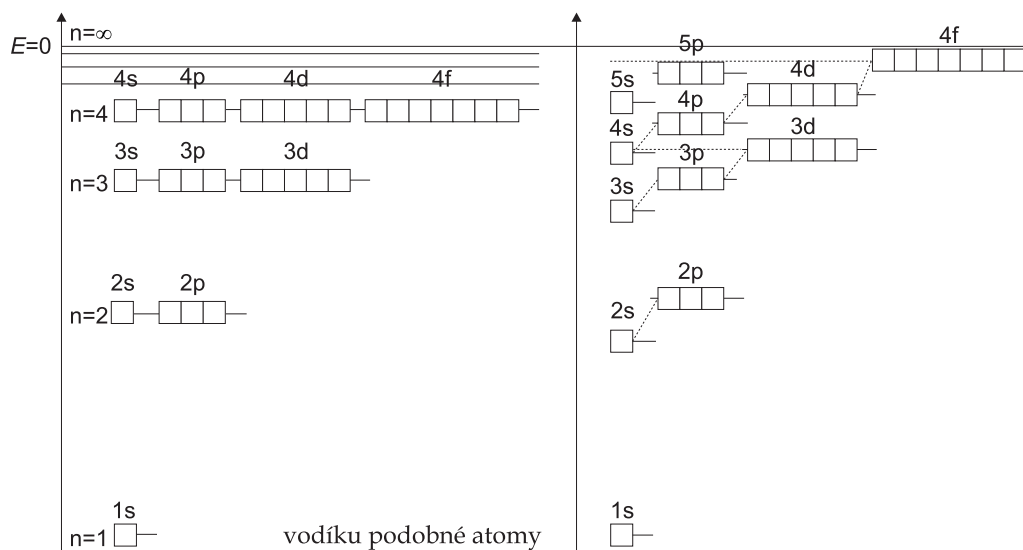 n=∞
E=0
4s 4p 4d 4f
n=4
3s 3p 3d
n=3
2s 2p
n=2
1s
n=1
vodíku podobné atomy
4f
5p
5s
4d
4p
4s
3d
3p
3s
2p
2s
1s